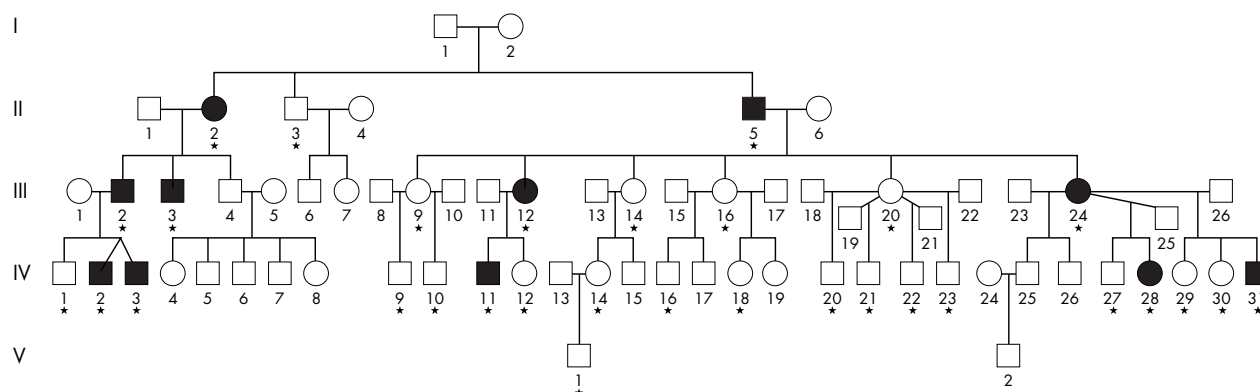 I
1 2
II
1 2 3 4 5 6
★ ★ ★
III
1 2 3 4 5 6 7 8 9 10 11 12 13 14 15 16 17 18 19 20 21 22 23 24 25 26
★ ★ ★ ★ ★ ★ ★ ★
IV
1 2 3 4 5 6 7 8 9 10 11 12 13 14 15 16 17 18 19 20 21 22 23 24 25 26 27 28 29 30
★ ★ ★ ★ ★ ★ ★ ★ ★ ★ ★ ★ ★ ★ ★ ★ ★ ★ ★
V
1 2
★